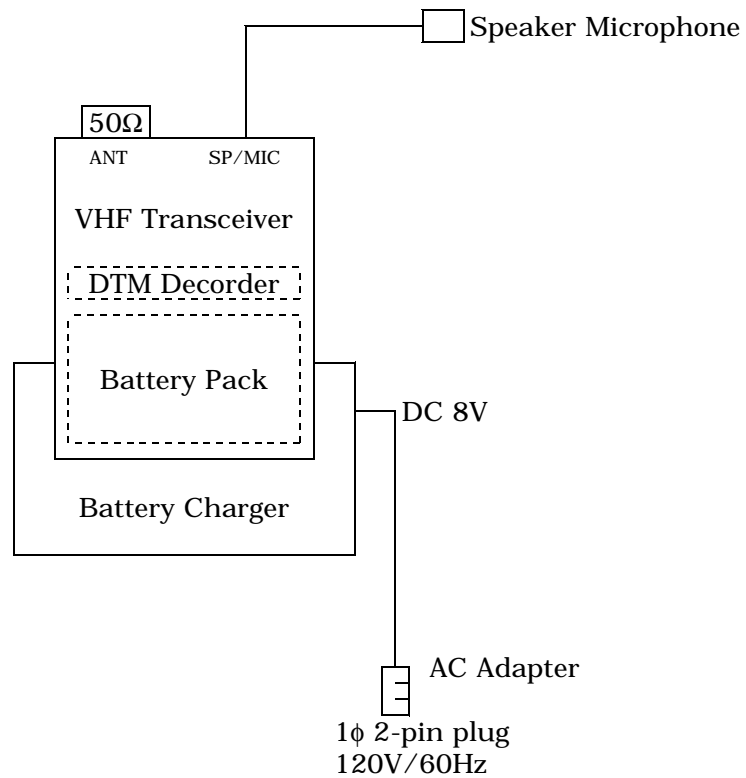 Speaker Microphone
50Ω
ANT
SP/MIC
VHF Transceiver
DTM Decorder
Battery Pack
DC 8V
Battery Charger
AC Adapter
1ϕ 2-pin plug
120V/60Hz